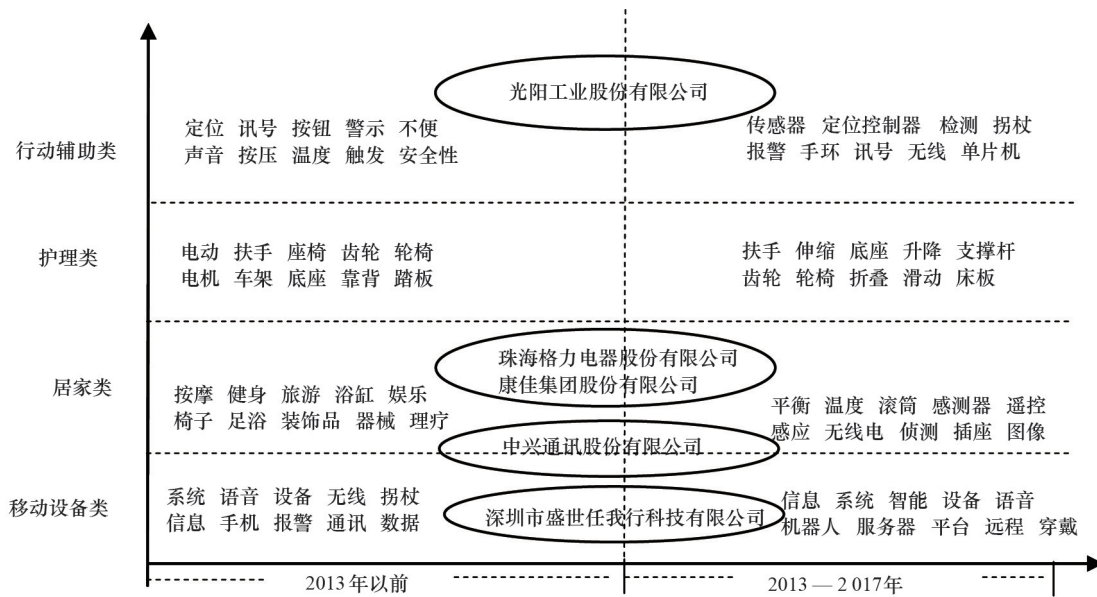 光阳工业股份有限公司
行动辅助类
定位 讯号 按钮 警示 不便
声音 按压 温度 触发 安全性
传感器 定位控制器 检测 拐杖
报警 手环 讯号 无线 单片机
护理类
电动 扶手 座椅 齿轮 轮椅
电机 车架 底座 靠背 踏板
扶手 伸缩 底座 升降 支撑杆
齿轮 轮椅 折叠 滑动 床板
珠海格力电器股份有限公司
康佳集团股份有限公司
居家类
按摩 健身 旅游 浴缸 娱乐
椅子 足浴 装饰品 器械 理疗
平衡 温度 滚筒 感测器 遥控
感应 无线电 侦测 插座 图像
中兴通讯股份有限公司
移动设备类
系统 语音 设备 无线 拐杖
信息 手机 报警 通讯 数据
深圳市盛世任我行科技有限公司
信息 系统 智能 设备 语音
机器人 服务器 平台 远程 穿戴
2013年以前
2013—2017年